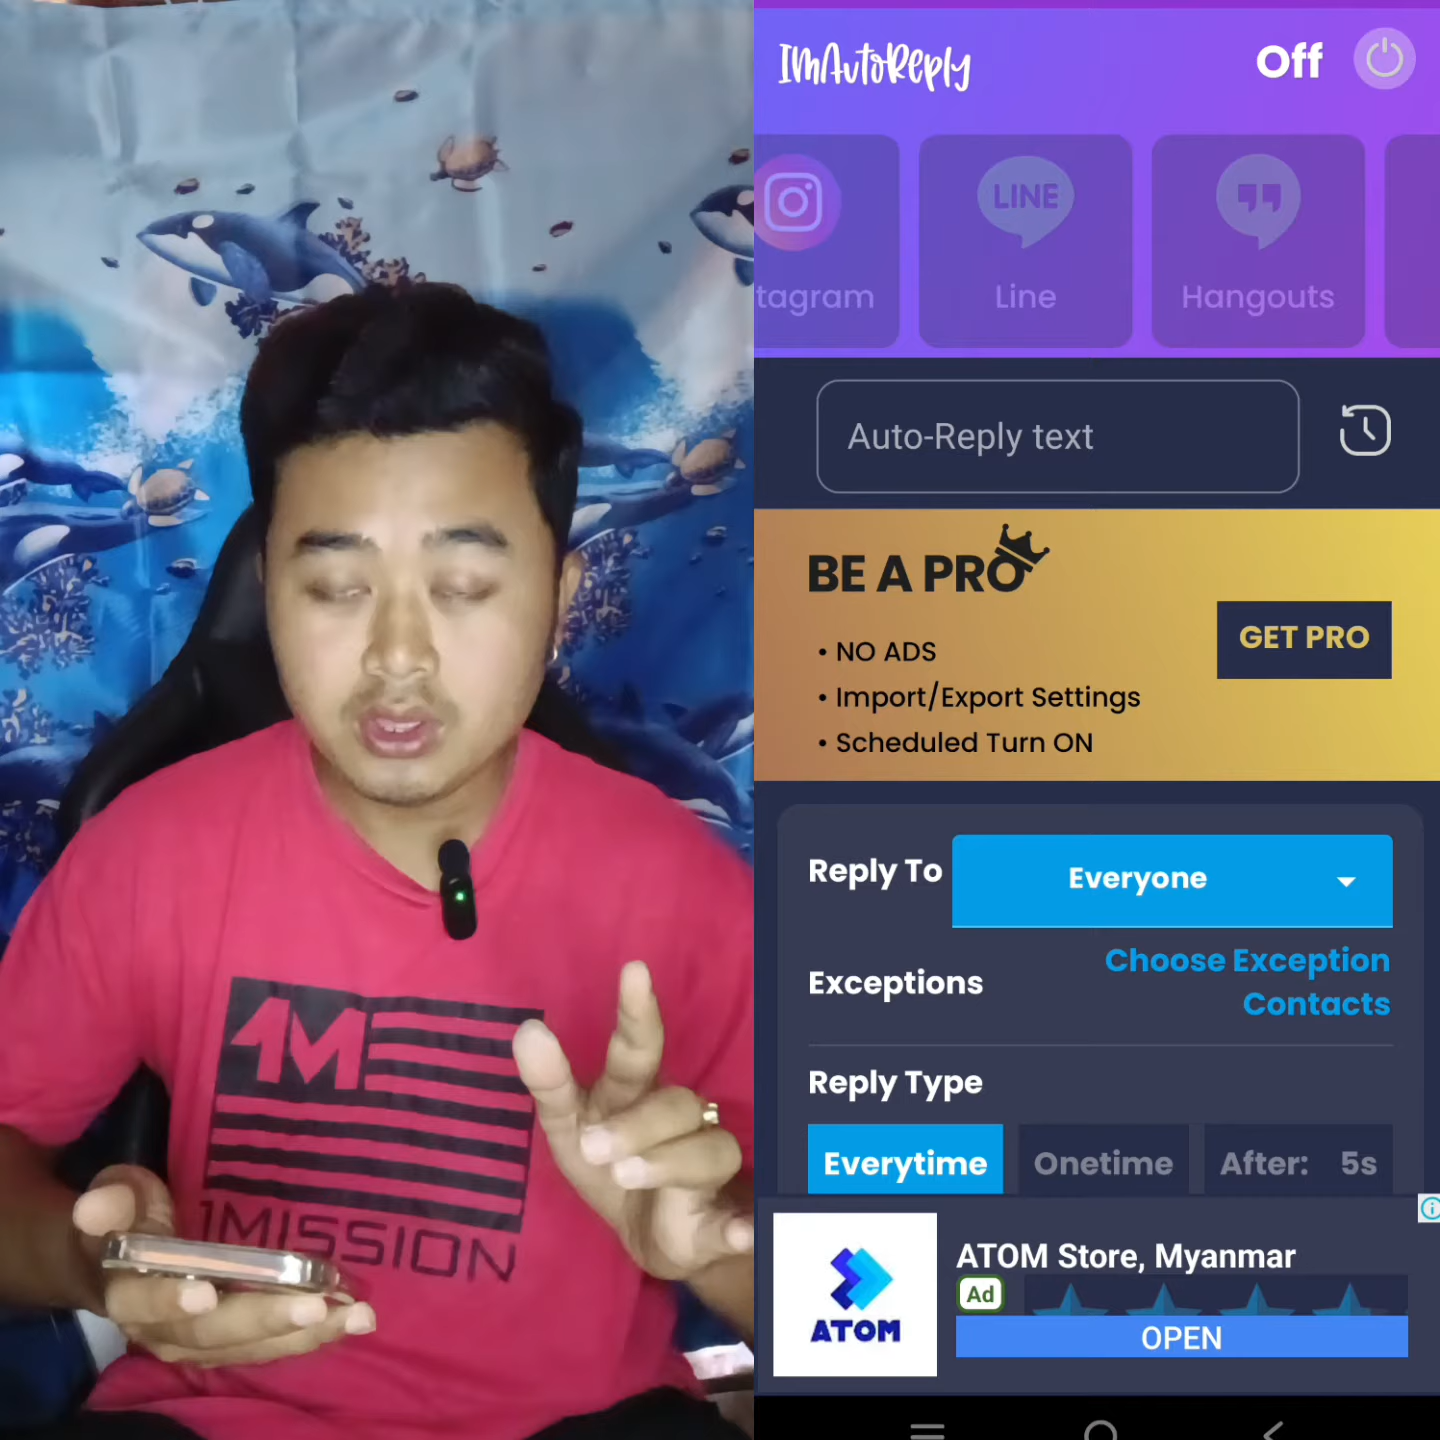 1M
1MISSION
IMAutoReply
Off
tagram
LINE
Line
Hangouts
Auto-Reply text
BE A PRO
• NO ADS
• Import/Export Settings
• Scheduled Turn ON
GET PRO
Reply To
Everyone
Exceptions
Choose Exception
Contacts
Reply Type
Everytime
Onetime
After: 5s
ATOM
ATOM Store, Myanmar
Ad
OPEN